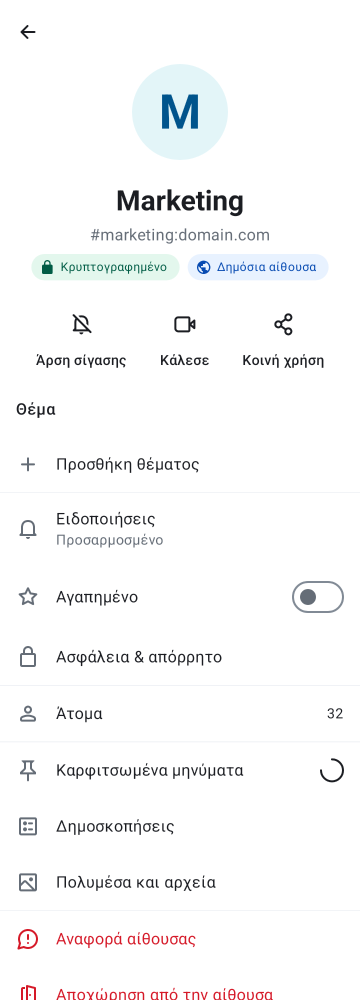 M
Marketing
#marketing:domain.com
Κρυπτογραφημένο
Δημόσια αίθουσα
Άρση σίγασης
Κάλεσε
Κοινή χρήση
Θέμα
Προσθήκη θέματος
Ειδοποιήσεις
Προσαρμοσμένο
Αγαπημένο
Ασφάλεια & απόρρητο
Άτομα 32
Καρφιτσωμένα μηνύματα
Δημοσκοπήσεις
Πολυμέσα και αρχεία
Αναφορά αίθουσας
Αποχώρηση από την αίθουσα